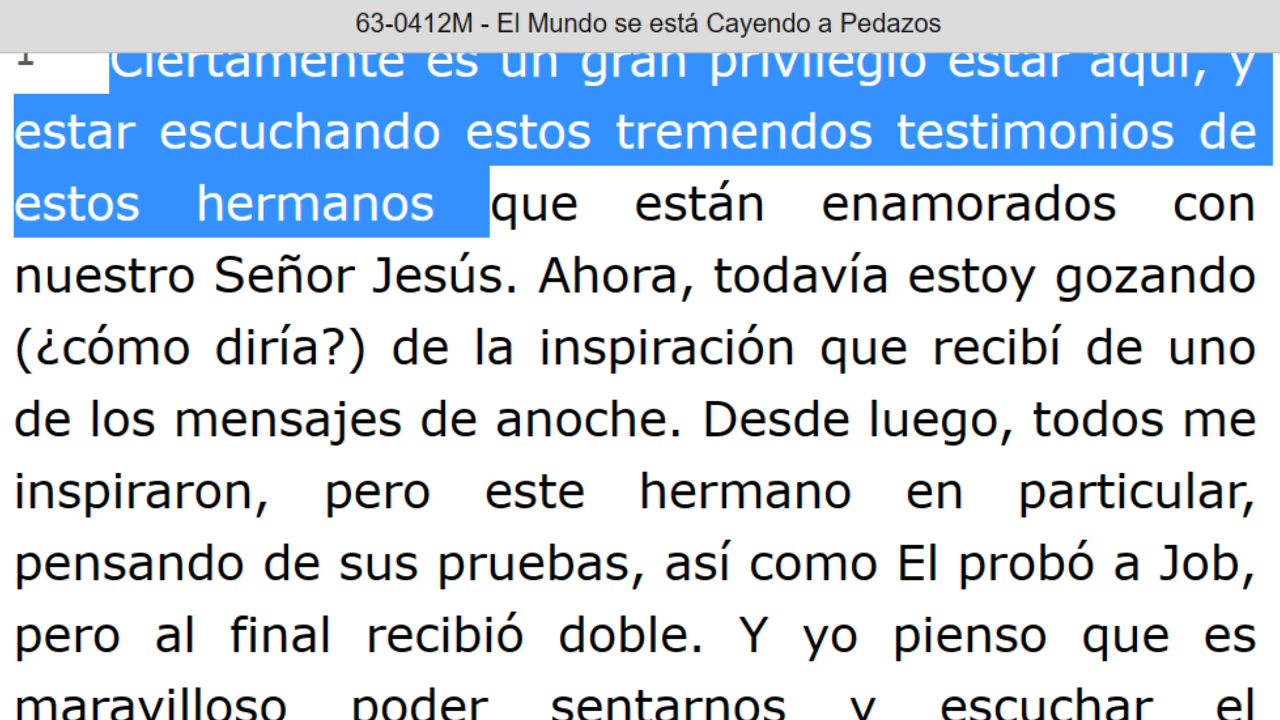 63-0412M - El Mundo se está Cayendo a Pedazos
1 Ciertamente es un gran privilegio estar aquí, y
estar escuchando estos tremendos testimonios de
estos hermanos que están enamorados con
nuestro Señor Jesús. Ahora, todavía estoy gozando
(¿cómo diría?) de la inspiración que recibí de uno
de los mensajes de anoche. Desde luego, todos me
inspiraron, pero este hermano en particular,
pensando de sus pruebas, así como El probó a Job,
pero al final recibió doble. Y yo pienso que es
maravilloso poder sentarnos y escuchar el